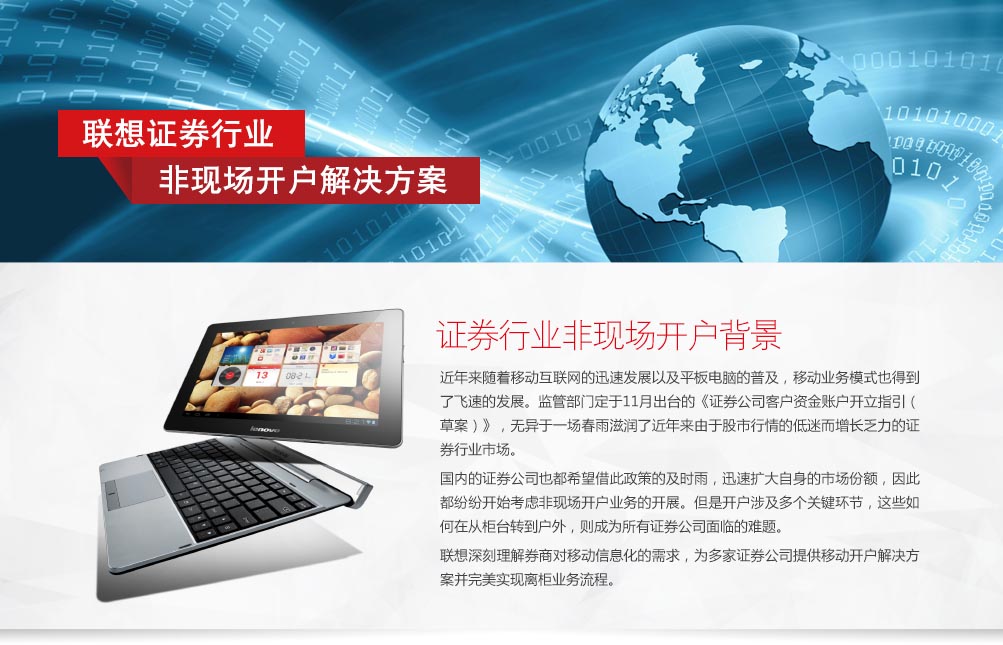 联想证券行业
非现场开户解决方案
证券行业非现场开户背景
近年来随着移动互联网的迅速发展以及平板电脑的普及，移动业务模式也得到
了飞速的发展。监管部门定于11月出台的《证券公司客户资金账户开立指引（
草案）》，无异于一场春雨滋润了近年来由于股市行情的低迷而增长乏力的证
券行业市场。
国内的证券公司也都希望借此政策的及时雨，迅速扩大自身的市场份额，因此
都纷纷开始考虑非现场开户业务的开展。但是开户涉及多个关键环节，这些如
何在从柜台转到户外，则成为所有证券公司面临的难题。
联想深刻理解券商对移动信息化的需求，为多家证券公司提供移动开户解决方
案并完美实现离柜业务流程。
lenovo
13
08:21